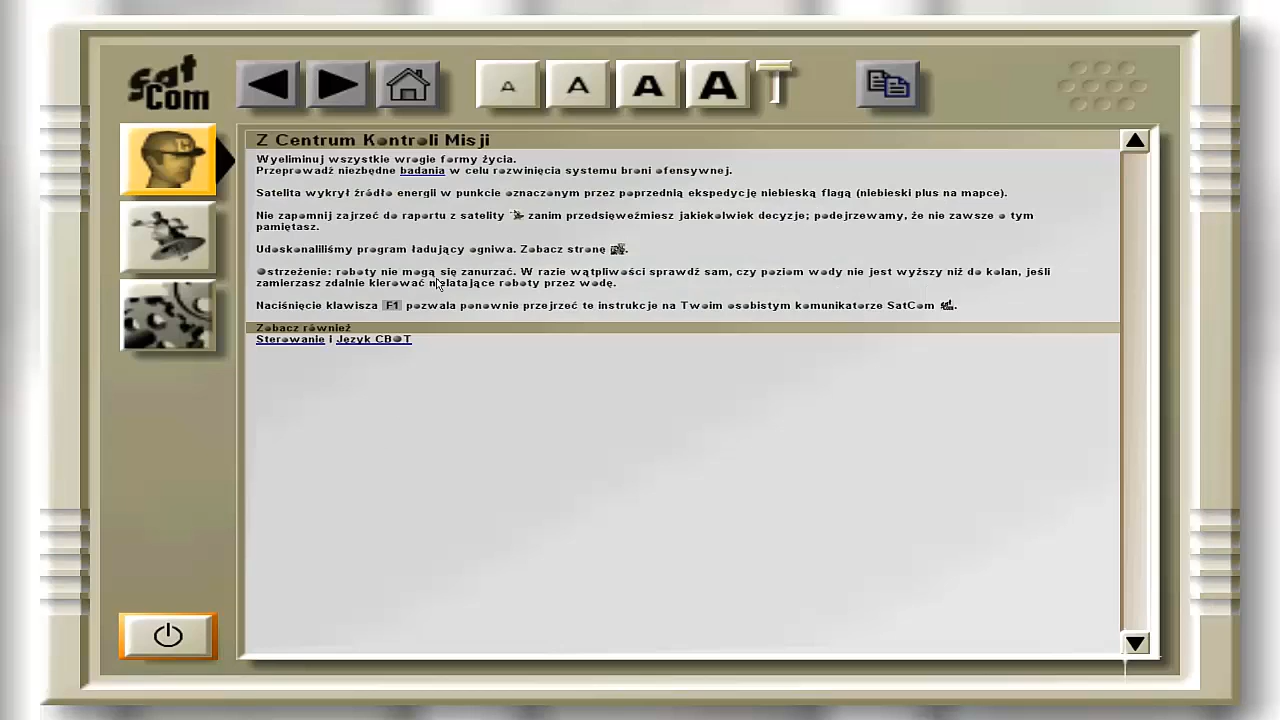 sat
Com
A A A A
Z Centrum Kontroli Misji
Wyeliminuj wszystkie wrogie formy życia.
Przeprowadź niezbędne badania w celu rozwinięcia systemu broni ofensywnej.
Satelita wykrył źródło energii w punkcie oznaczonym przez poprzednią ekspedycję niebieską flagą (niebieski plus na mapce).
Nie zapomnij zajrzeć do raportu z satelity zanim przedsięweźmiesz jakiekolwiek decyzje; podejrzewamy, że nie zawsze o tym
pamiętasz.
Udoskonaliliśmy program ładujący ogniwa. Zobacz stronę .
Ostrzeżenie: roboty nie mogą się zanurzać. W razie wątpliwości sprawdź sam, czy poziom wody nie jest wyższy niż do kolan, jeśli
zamierzasz zdalnie kierować nielatające roboty przez wodę.
Naciśnięcie klawisza F1 pozwala ponownie przejrzeć te instrukcje na Twoim osobistym komunikatorze SatCom .
Zobacz również
Sterowanie i Język CBOT